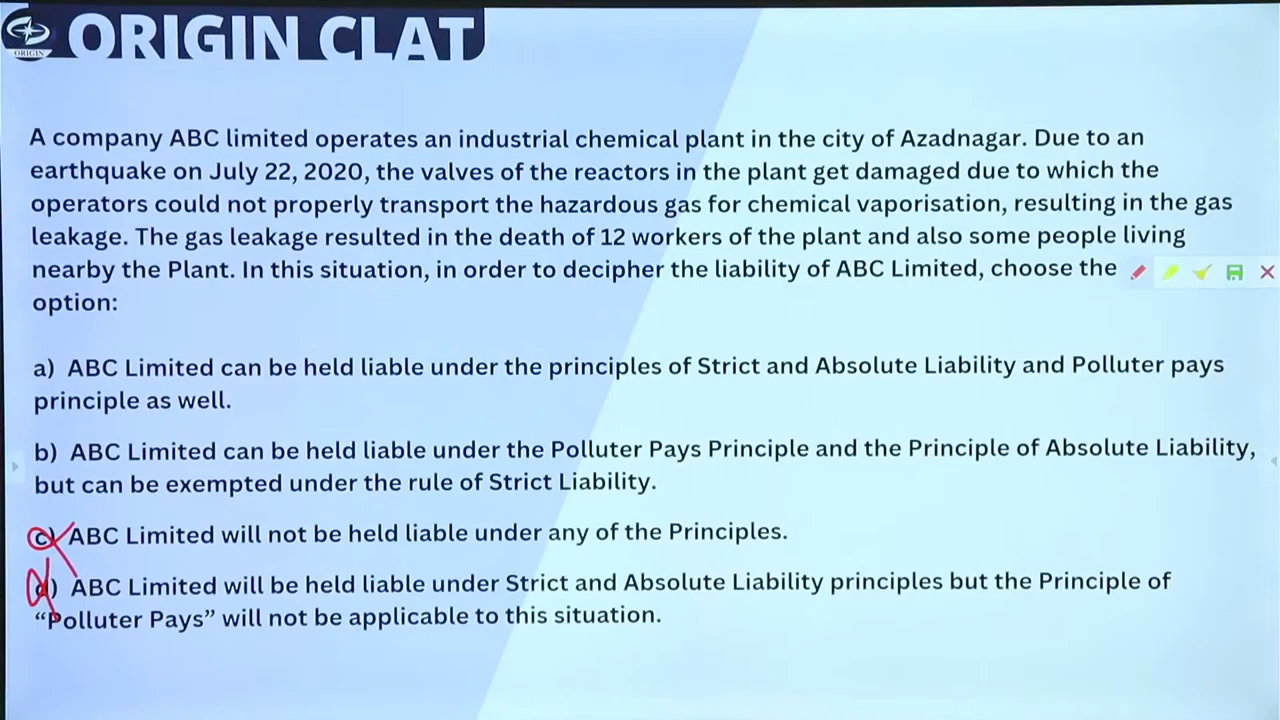 ORIGIN CLAT
ORIGIN
A company ABC limited operates an industrial chemical plant in the city of Azadnagar. Due to an
earthquake on July 22, 2020, the valves of the reactors in the plant get damaged due to which the
operators could not properly transport the hazardous gas for chemical vaporisation, resulting in the gas
leakage. The gas leakage resulted in the death of 12 workers of the plant and also some people living
nearby the Plant. In this situation, in order to decipher the liability of ABC Limited, choose the
option:
a) ABC Limited can be held liable under the principles of Strict and Absolute Liability and Polluter pays
principle as well.
b) ABC Limited can be held liable under the Polluter Pays Principle and the Principle of Absolute Liability,
but can be exempted under the rule of Strict Liability.
c) ABC Limited will not be held liable under any of the Principles.
d) ABC Limited will be held liable under Strict and Absolute Liability principles but the Principle of
“Polluter Pays” will not be applicable to this situation.